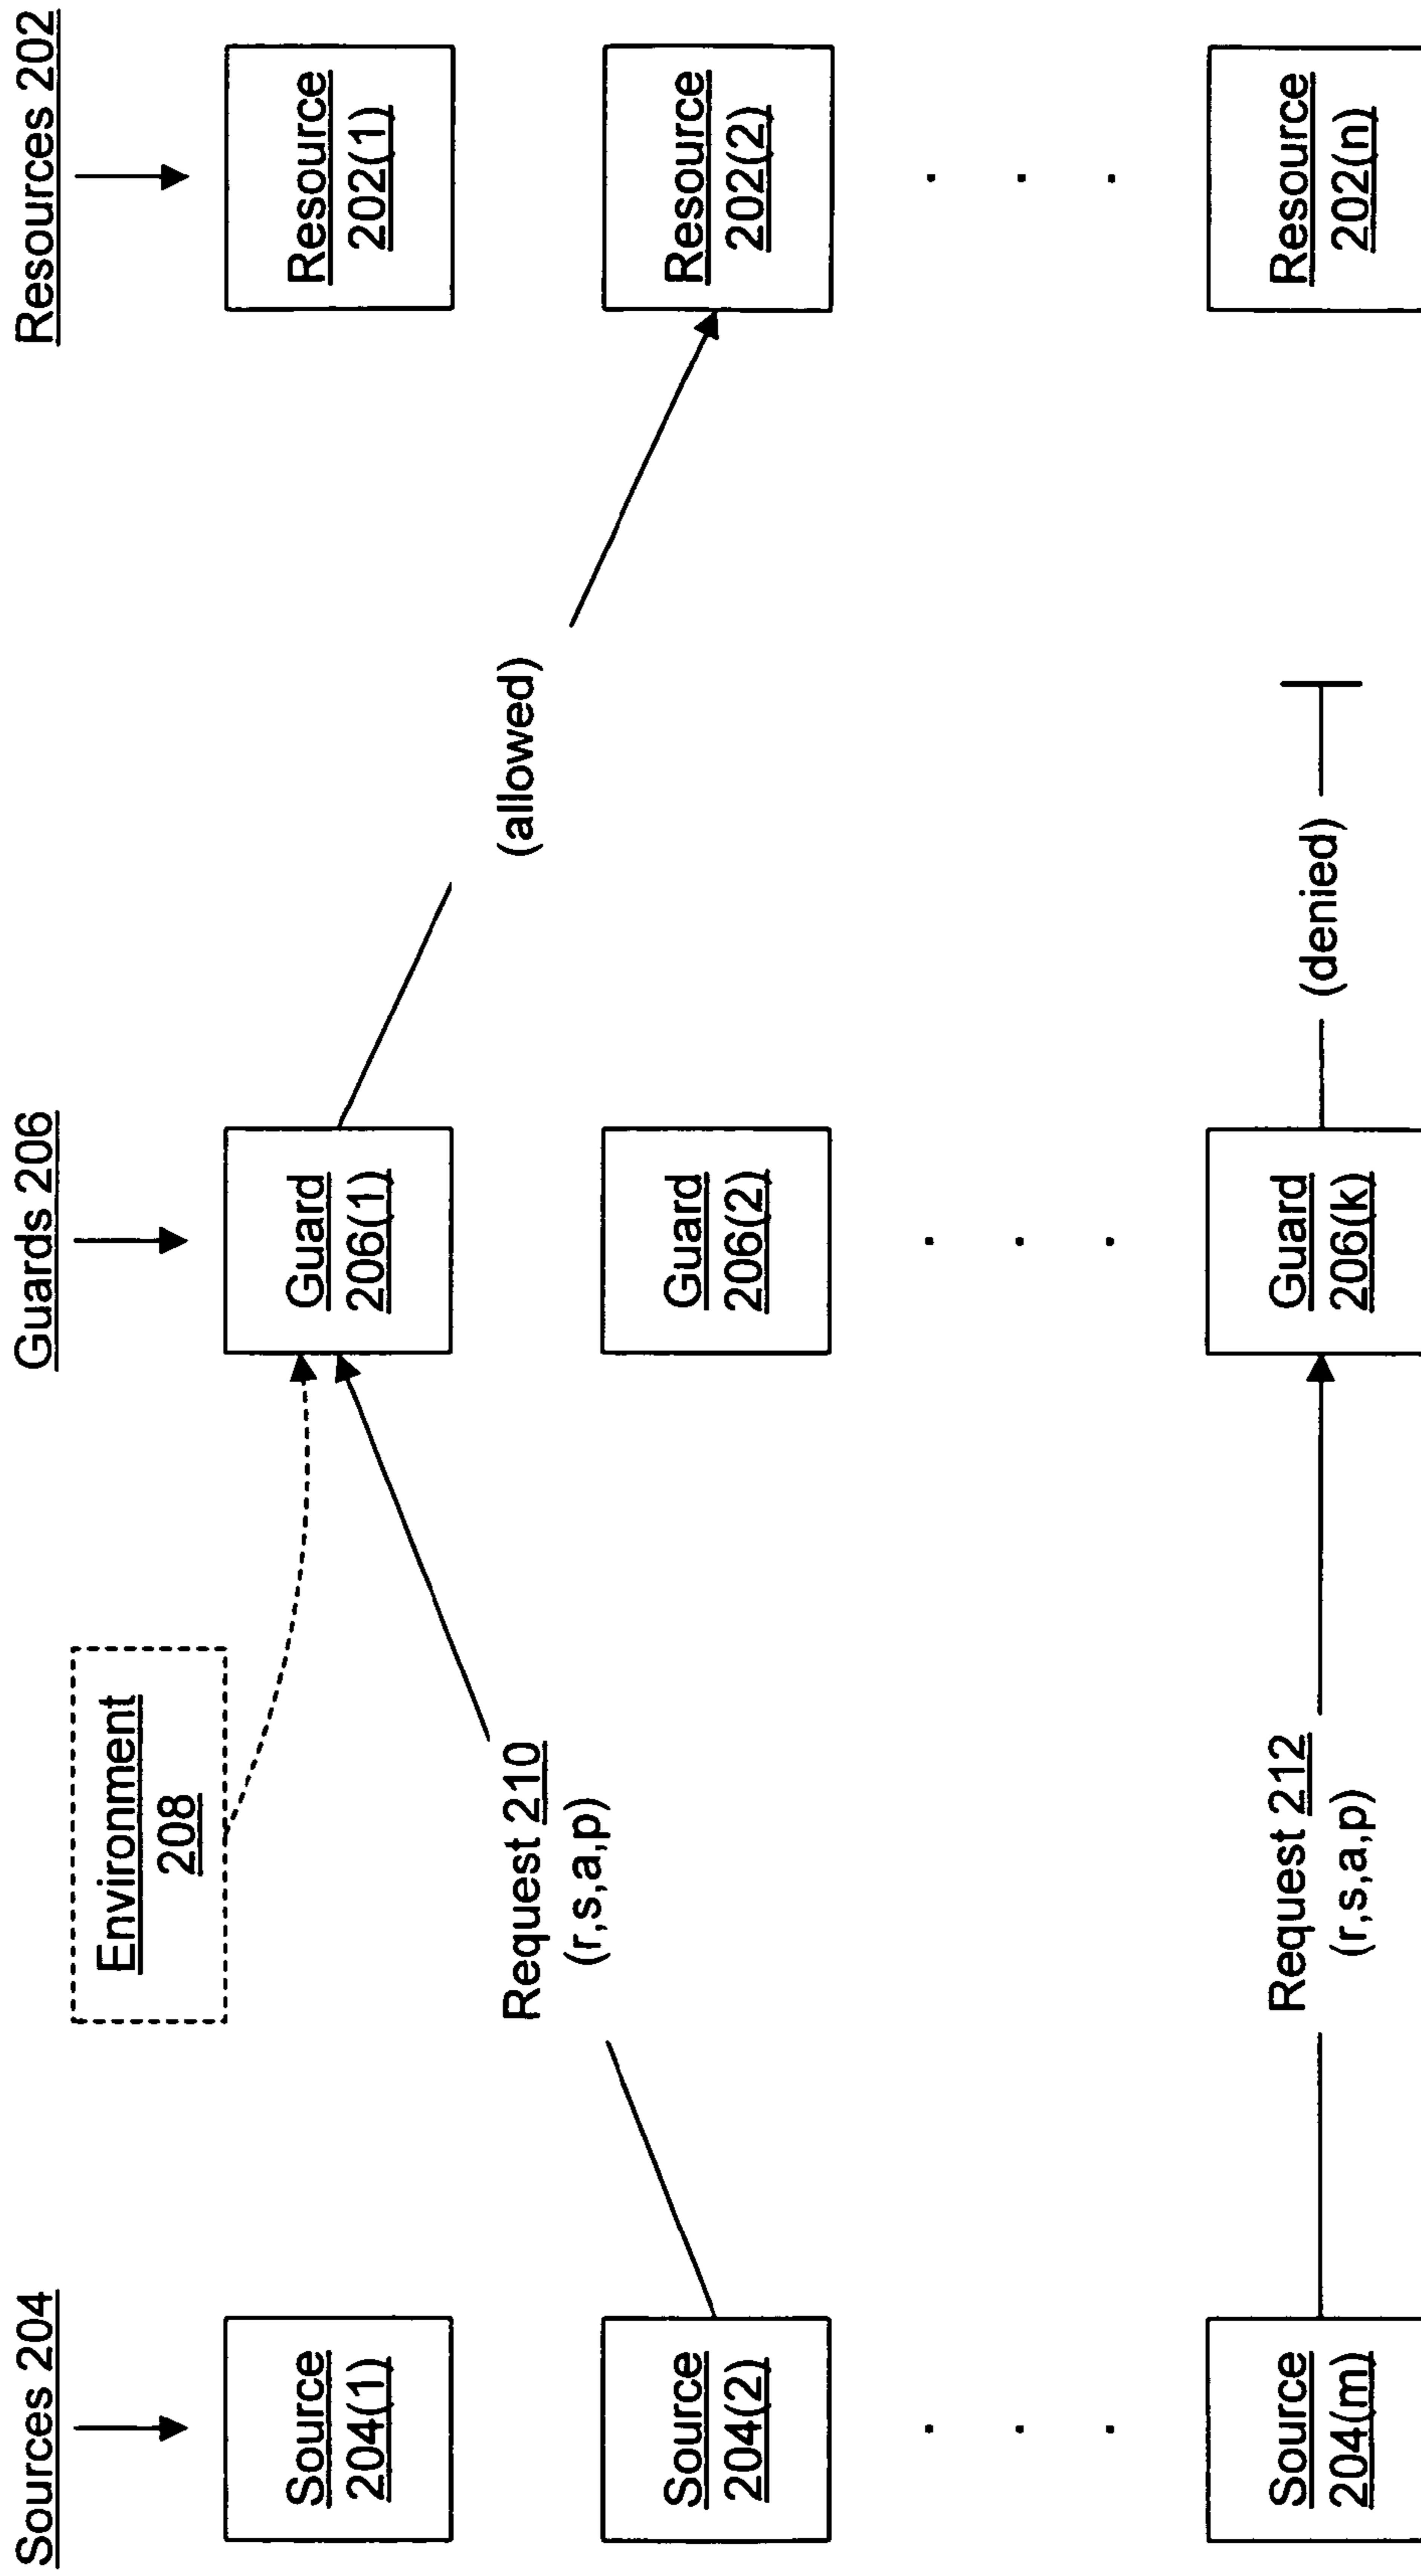 Sources 204
Guards 206
Resources 202
Environment
208
Source
204(1)
Guard
206(1)
Resource
202(1)
Request 210
(r,s,a,p)
(allowed)
Source
204(2)
Guard
206(2)
Resource
202(2)
Source
204(m)
Request 212
(r,s,a,p)
Guard
206(k)
(denied)
Resource
202(n)